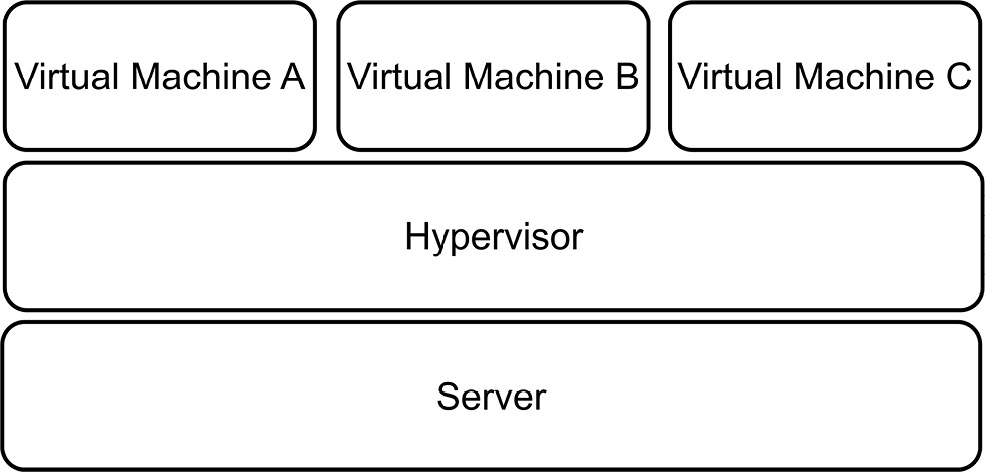 Virtual Machine A
Virtual Machine B
Virtual Machine C
Hypervisor
Server